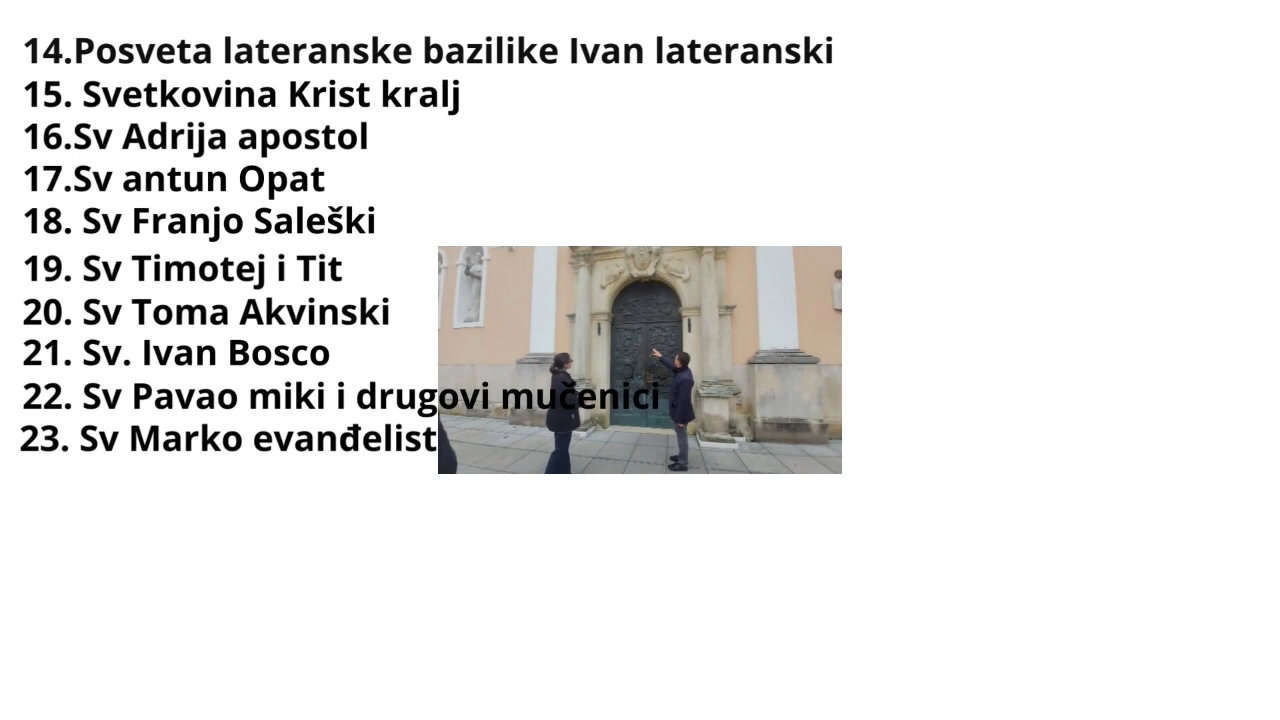 14.Posveta lateranske bazilike Ivan lateranski
15. Svetkovina Krist kralj
16.Sv Adrija apostol
17.Sv antun Opat
18. Sv Franjo Saleški
19. Sv Timotej i Tit
20. Sv Toma Akvinski
21. Sv. Ivan Bosco
22. Sv Pavao miki i drugovi mučenici
23. Sv Marko evanđelist